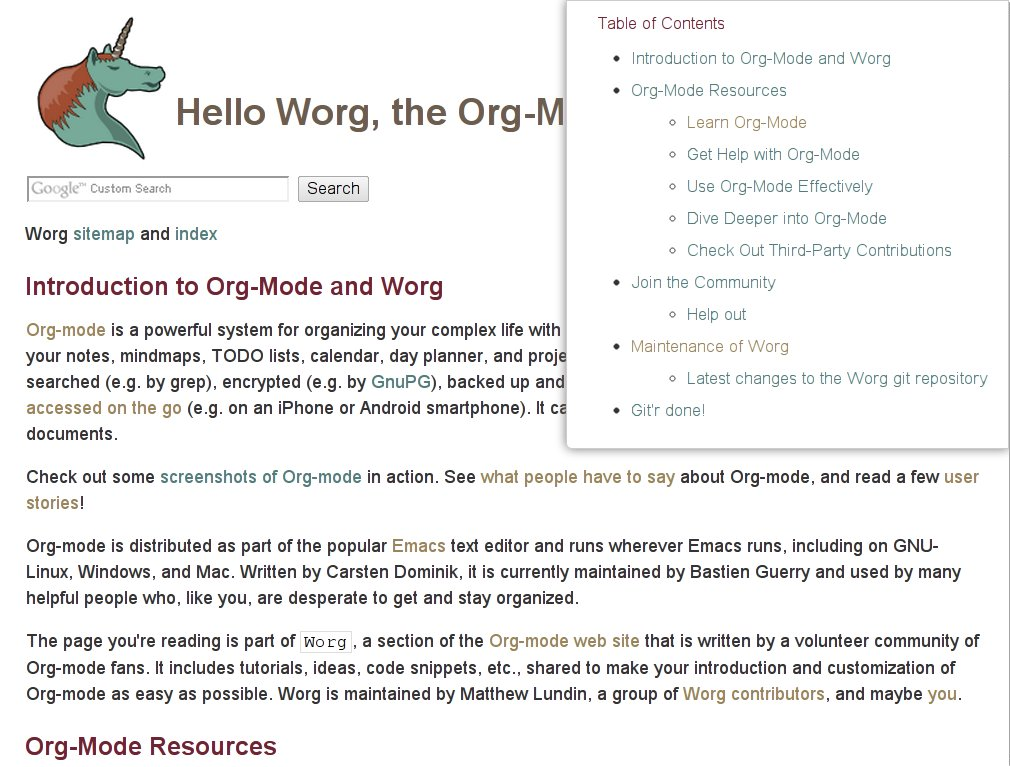 Hello Worg, the Org-M
Google™ Custom Search
Search
Worg sitemap and index
Introduction to Org-Mode and Worg
Org-mode is a powerful system for organizing your complex life with
your notes, mindmaps, TODO lists, calendar, day planner, and proje
searched (e.g. by grep), encrypted (e.g. by GnuPG), backed up and
accessed on the go (e.g. on an iPhone or Android smartphone). It ca
documents.
Check out some screenshots of Org-mode in action. See what people have to say about Org-mode, and read a few user
stories!
Org-mode is distributed as part of the popular Emacs text editor and runs wherever Emacs runs, including on GNU-
Linux, Windows, and Mac. Written by Carsten Dominik, it is currently maintained by Bastien Guerry and used by many
helpful people who, like you, are desperate to get and stay organized.
The page you're reading is part of Worg, a section of the Org-mode web site that is written by a volunteer community of
Org-mode fans. It includes tutorials, ideas, code snippets, etc., shared to make your introduction and customization of
Org-mode as easy as possible. Worg is maintained by Matthew Lundin, a group of Worg contributors, and maybe you.
Org-Mode Resources
Table of Contents
Introduction to Org-Mode and Worg
Org-Mode Resources
Learn Org-Mode
Get Help with Org-Mode
Use Org-Mode Effectively
Dive Deeper into Org-Mode
Check Out Third-Party Contributions
Join the Community
Help out
Maintenance of Worg
Latest changes to the Worg git repository
Git'r done!